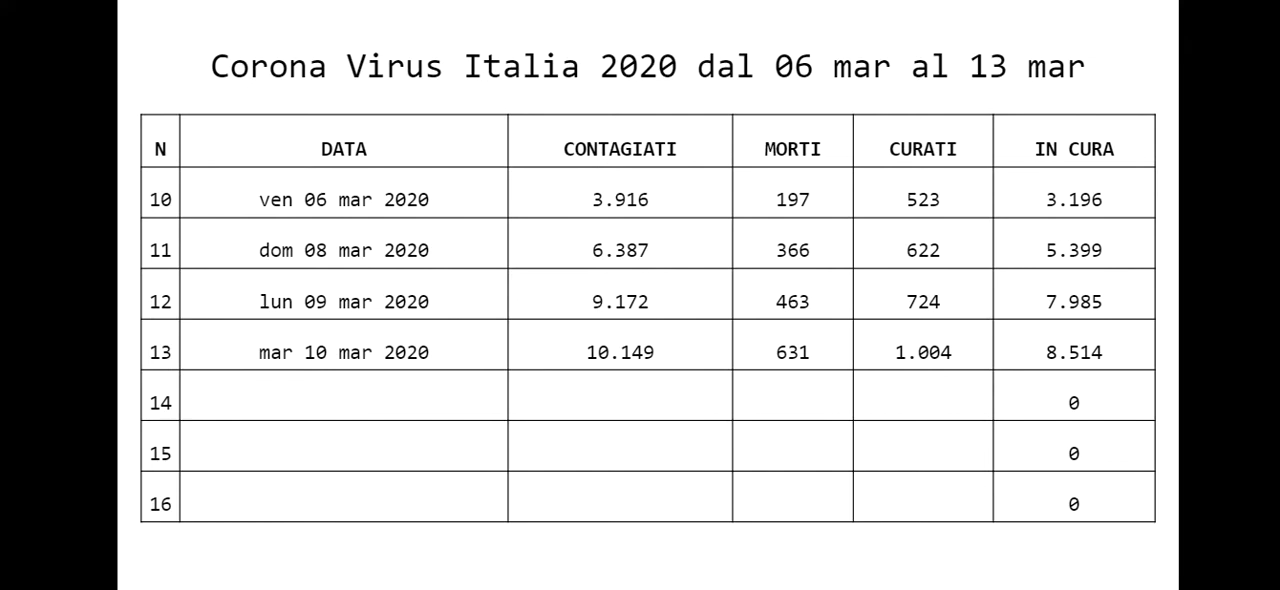 Corona Virus Italia 2020 dal 06 mar al 13 mar
N DATA CONTAGIATI MORTI CURATI IN CURA
10 ven 06 mar 2020 3.916 197 523 3.196
11 dom 08 mar 2020 6.387 366 622 5.399
12 lun 09 mar 2020 9.172 463 724 7.985
13 mar 10 mar 2020 10.149 631 1.004 8.514
14 0
15 0
16 0